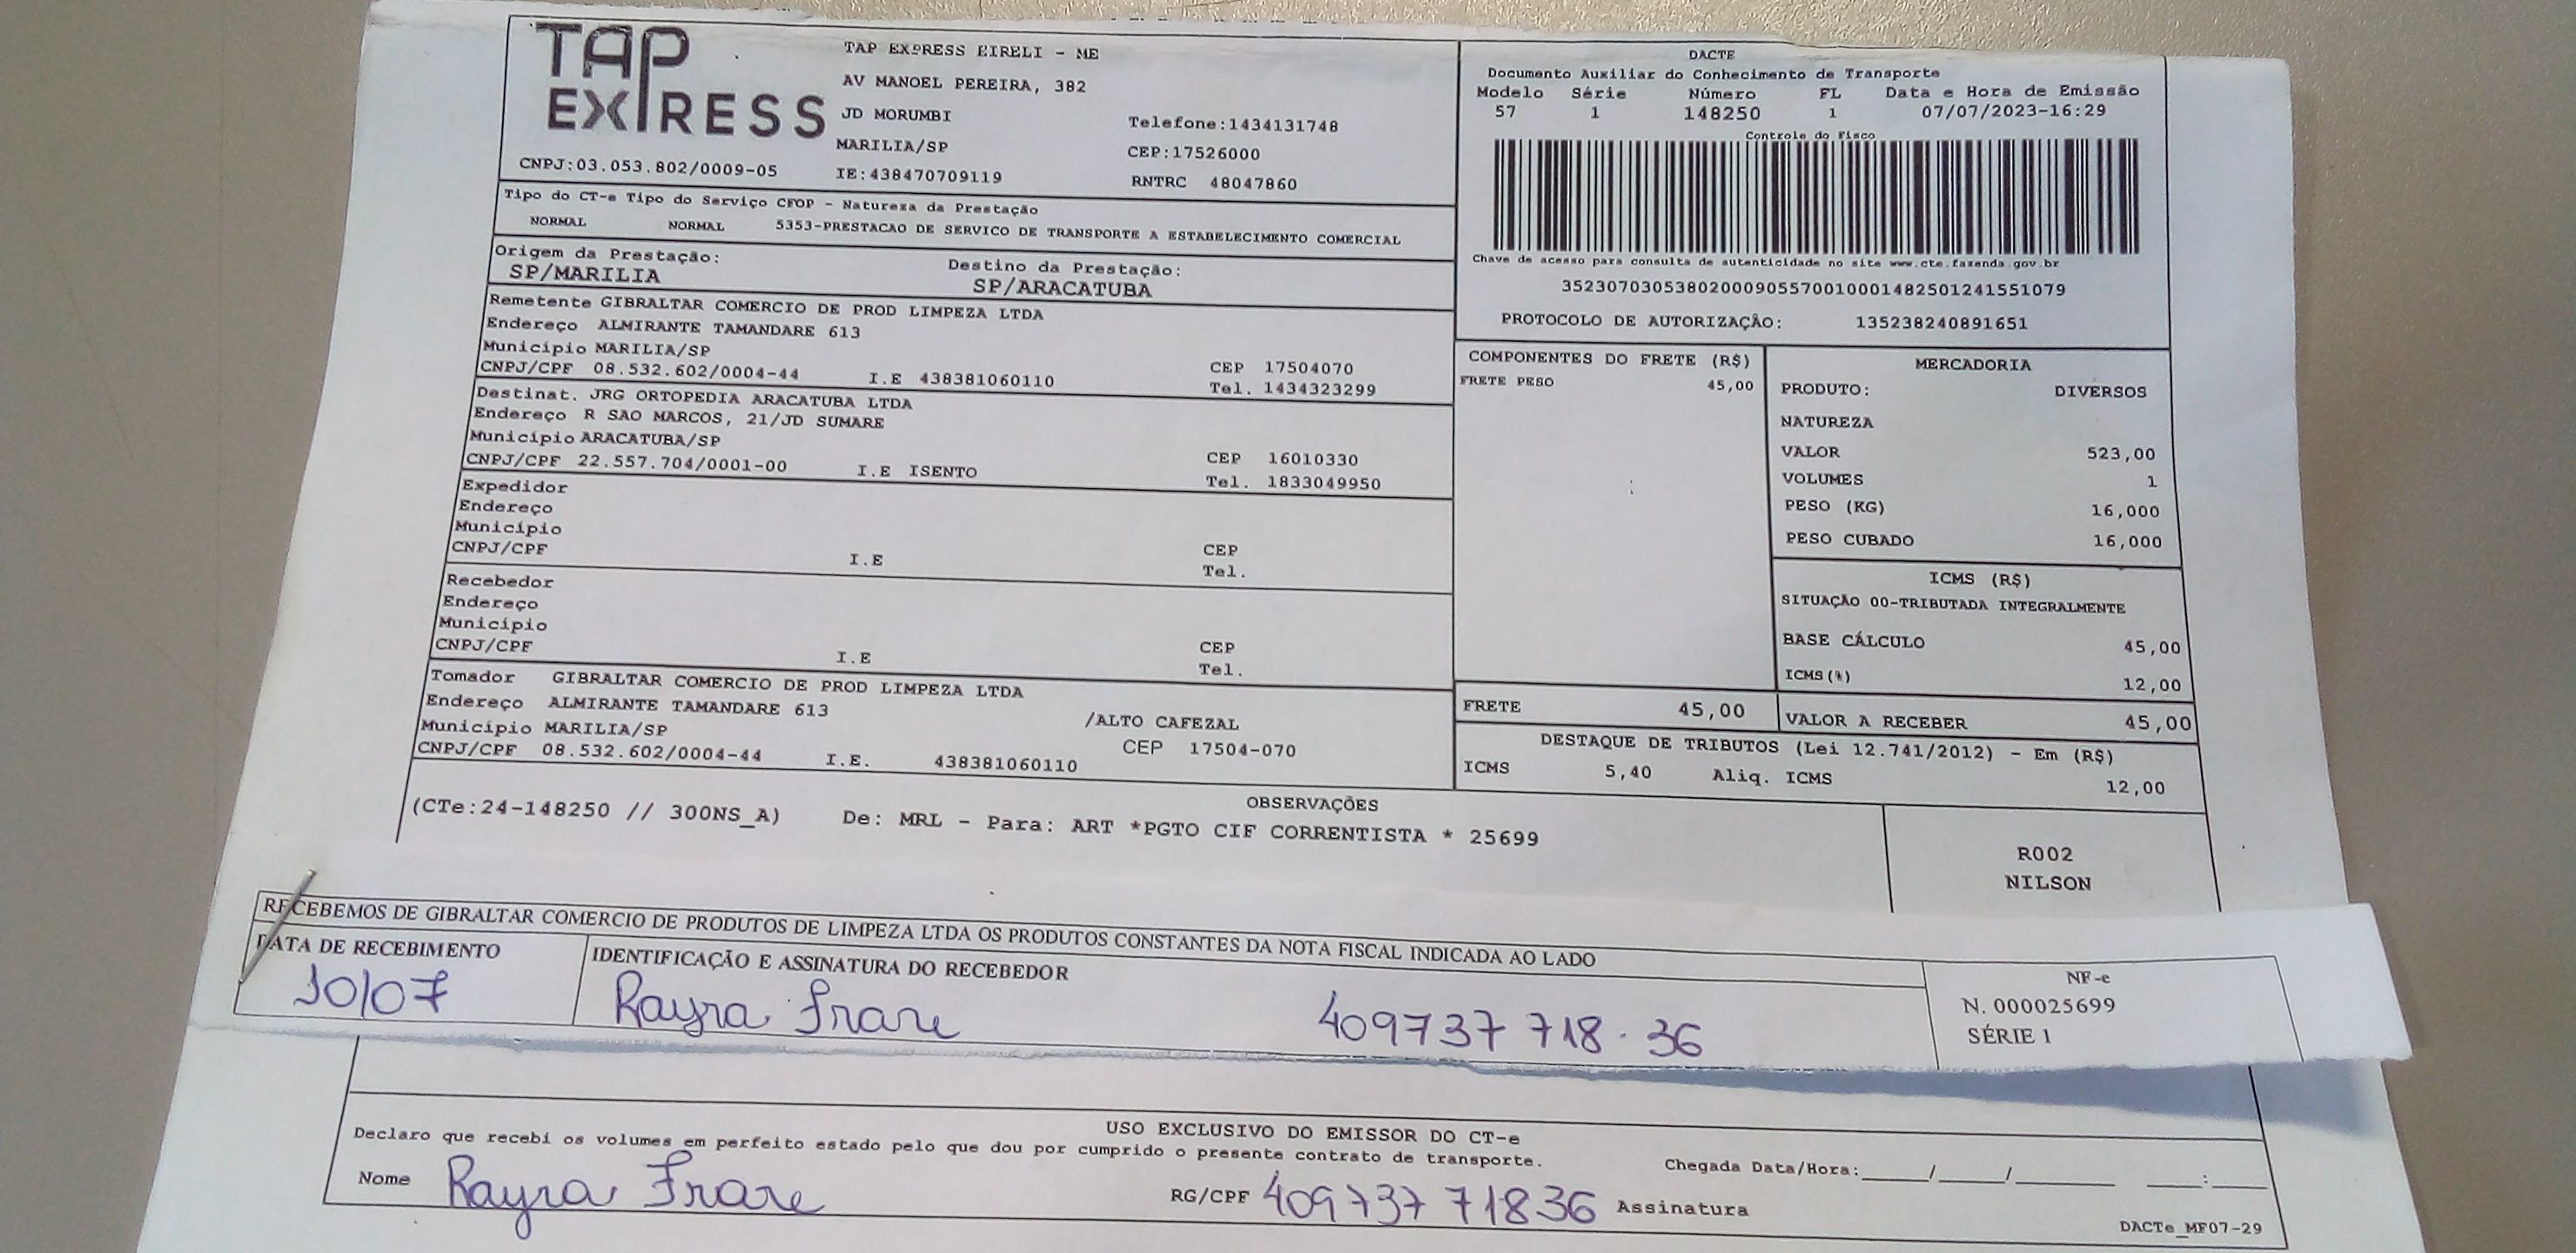 TAP EXPRESS
TAP EXPRESS EIRELI - ME
AV MANOEL PEREIRA, 382
JD MORUMBI
Telefone:1434131748
MARILIA/SP
CEP:17526000
CNPJ:03.053.802/0009-05
IE:438470709119
RNTRC 48047860
DACTE
Documento Auxiliar do Conhecimento de Transporte
Modelo Série Número FL Data e Hora de Emissão
57 1 148250 1 07/07/2023-16:29
Controle do Fisco
Chave de acesso para consulta de autenticidade no site www.cte.fazenda.gov.br
35230703053802000905570010001482501241551079
PROTOCOLO DE AUTORIZAÇÃO: 135238240891651
Tipo do CT-e Tipo do Serviço CFOP - Natureza da Prestação
NORMAL NORMAL 5353-PRESTACAO DE SERVICO DE TRANSPORTE A ESTABELECIMENTO COMERCIAL
Origem da Prestação: Destino da Prestação:
SP/MARILIA SP/ARACATUBA
Remetente GIBRALTAR COMERCIO DE PROD LIMPEZA LTDA
Endereço ALMIRANTE TAMANDARE 613
Município MARILIA/SP CEP 17504070
CNPJ/CPF 08.532.602/0004-44 I.E 438381060110 Tel. 1434323299
Destinat. JRG ORTOPEDIA ARACATUBA LTDA
Endereço R SAO MARCOS, 21/JD SUMARE
Município ARACATUBA/SP CEP 16010330
CNPJ/CPF 22.557.704/0001-00 I.E ISENTO Tel. 1833049950
Expedidor
Endereço
Município CEP
CNPJ/CPF I.E Tel.
Recebedor
Endereço
Município CEP
CNPJ/CPF I.E Tel.
Tomador GIBRALTAR COMERCIO DE PROD LIMPEZA LTDA
Endereço ALMIRANTE TAMANDARE 613 /ALTO CAFEZAL
Município MARILIA/SP CEP 17504-070
CNPJ/CPF 08.532.602/0004-44 I.E. 438381060110
COMPONENTES DO FRETE (R$)
FRETE PESO 45,00
MERCADORIA
PRODUTO: DIVERSOS
NATUREZA
VALOR 523,00
VOLUMES 1
PESO (KG) 16,000
PESO CUBADO 16,000
ICMS (R$)
SITUAÇÃO 00-TRIBUTADA INTEGRALMENTE
BASE CÁLCULO 45,00
ICMS(%) 12,00
FRETE 45,00 VALOR A RECEBER 45,00
DESTAQUE DE TRIBUTOS (Lei 12.741/2012) - Em (R$)
ICMS 5,40 Aliq. ICMS 12,00
OBSERVAÇÕES
(CTe:24-148250 // 300NS_A) De: MRL - Para: ART *PGTO CIF CORRENTISTA * 25699
R002
NILSON
RECEBEMOS DE GIBRALTAR COMERCIO DE PRODUTOS DE LIMPEZA LTDA OS PRODUTOS CONSTANTES DA NOTA FISCAL INDICADA AO LADO
DATA DE RECEBIMENTO IDENTIFICAÇÃO E ASSINATURA DO RECEBEDOR
10/07 Rayra Frare 409737 718.36
NF-e
N. 000025699
SÉRIE 1
USO EXCLUSIVO DO EMISSOR DO CT-e
Declaro que recebi os volumes em perfeito estado pelo que dou por cumprido o presente contrato de transporte.
Chegada Data/Hora:_____/_____/_______ ____:____
Nome Rayra Frare RG/CPF 409737 71836 Assinatura
DACTe_MF07-29